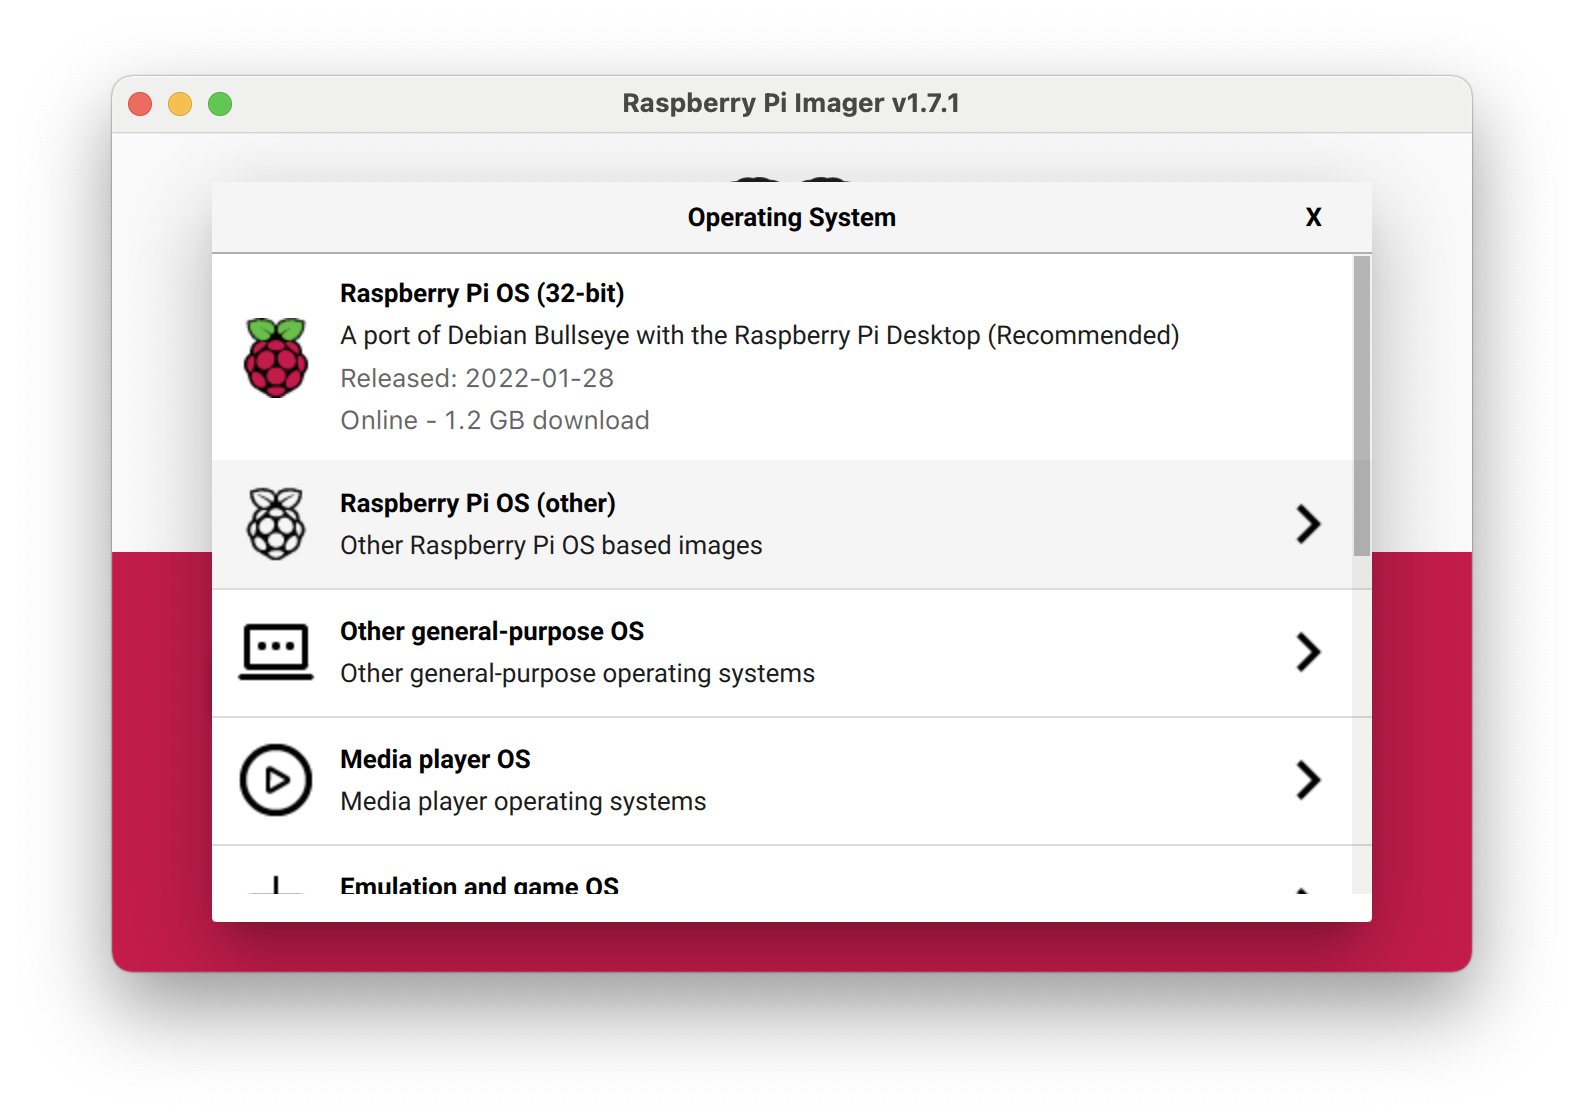 Raspberry Pi Imager v1.7.1
Operating System X
Raspberry Pi OS (32-bit)
A port of Debian Bullseye with the Raspberry Pi Desktop (Recommended)
Released: 2022-01-28
Online - 1.2 GB download
Raspberry Pi OS (other)
Other Raspberry Pi OS based images
Other general-purpose OS
Other general-purpose operating systems
Media player OS
Media player operating systems
Emulation and game OS